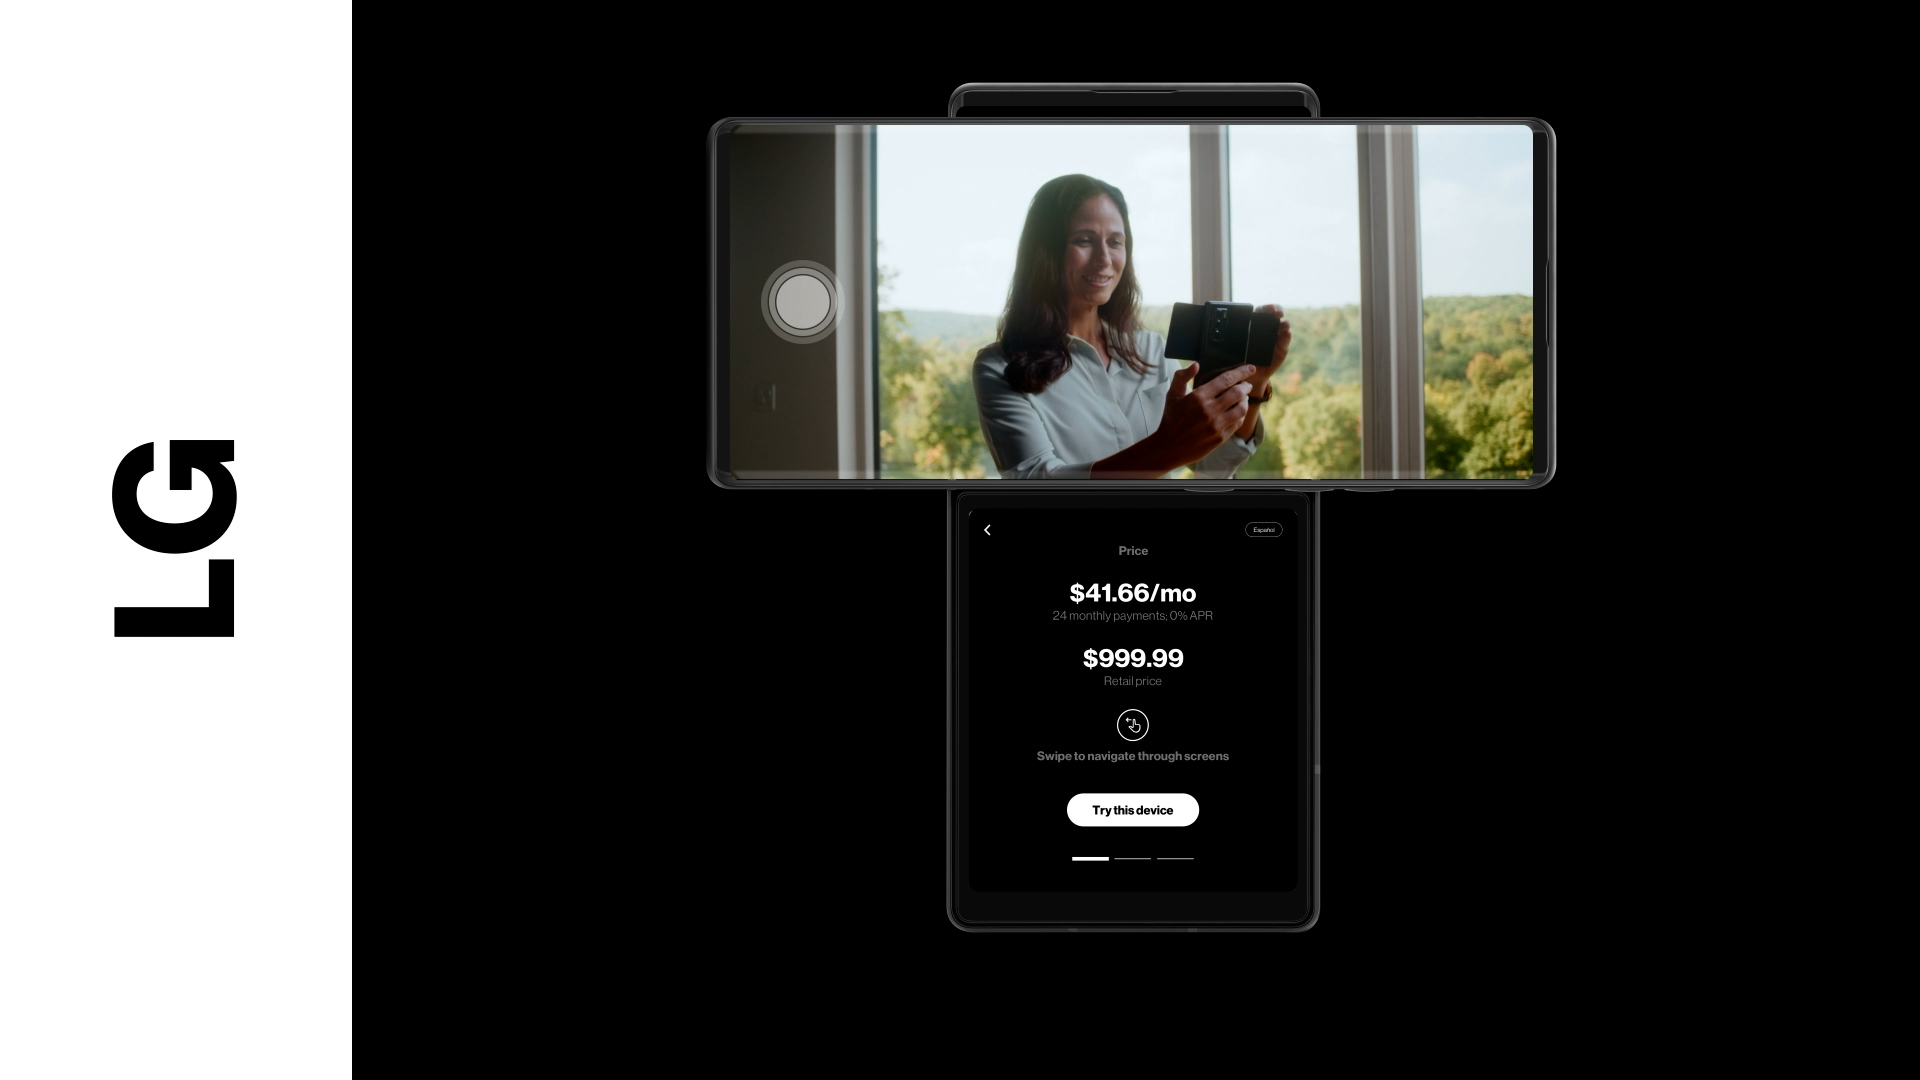 LG
Español
Price
$41.66/mo
24 monthly payments; 0% APR
$999.99
Retail price
Swipe to navigate through screens
Try this device